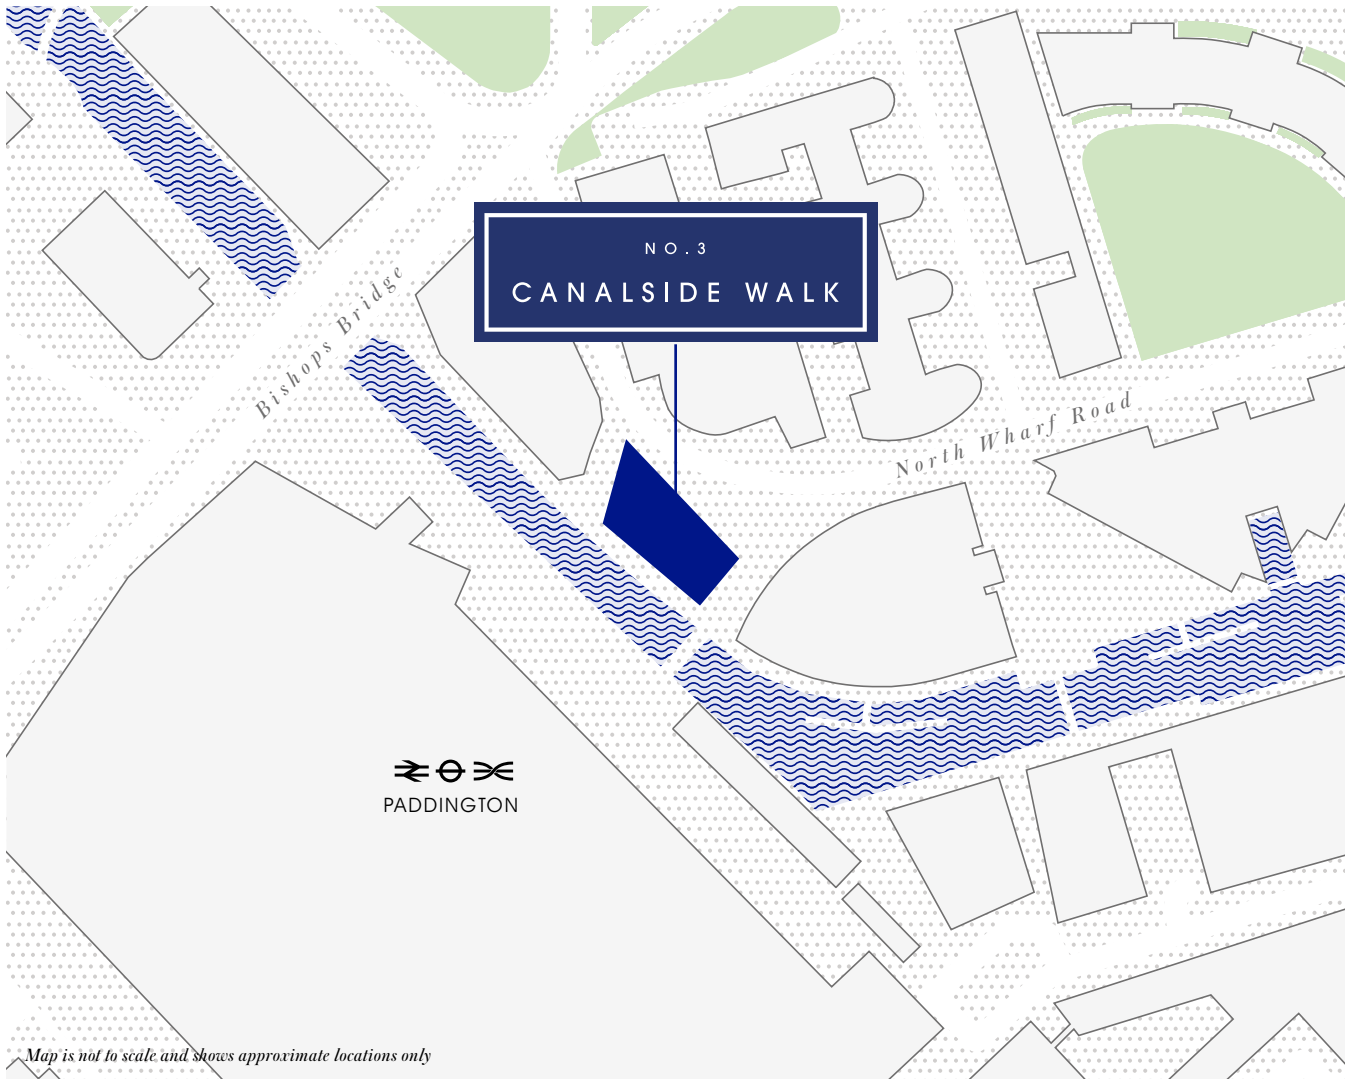 NO.3
CANALSIDE WALK
Bishops Bridge
North Wharf Road
PADDINGTON
Map is not to scale and shows approximate locations only